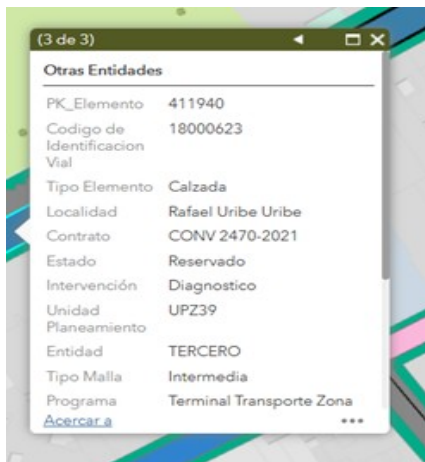 (3 de 3)
Otras Entidades
PK_Elemento 411940
Codigo de 18000623
Identificacion
Vial
Tipo Elemento Calzada
Localidad Rafael Uribe Uribe
Contrato CONV 2470-2021
Estado Reservado
Intervención Diagnostico
Unidad UPZ39
Planeamiento
Entidad TERCERO
Tipo Malla Intermedia
Programa Terminal Transporte Zona
Acercar a